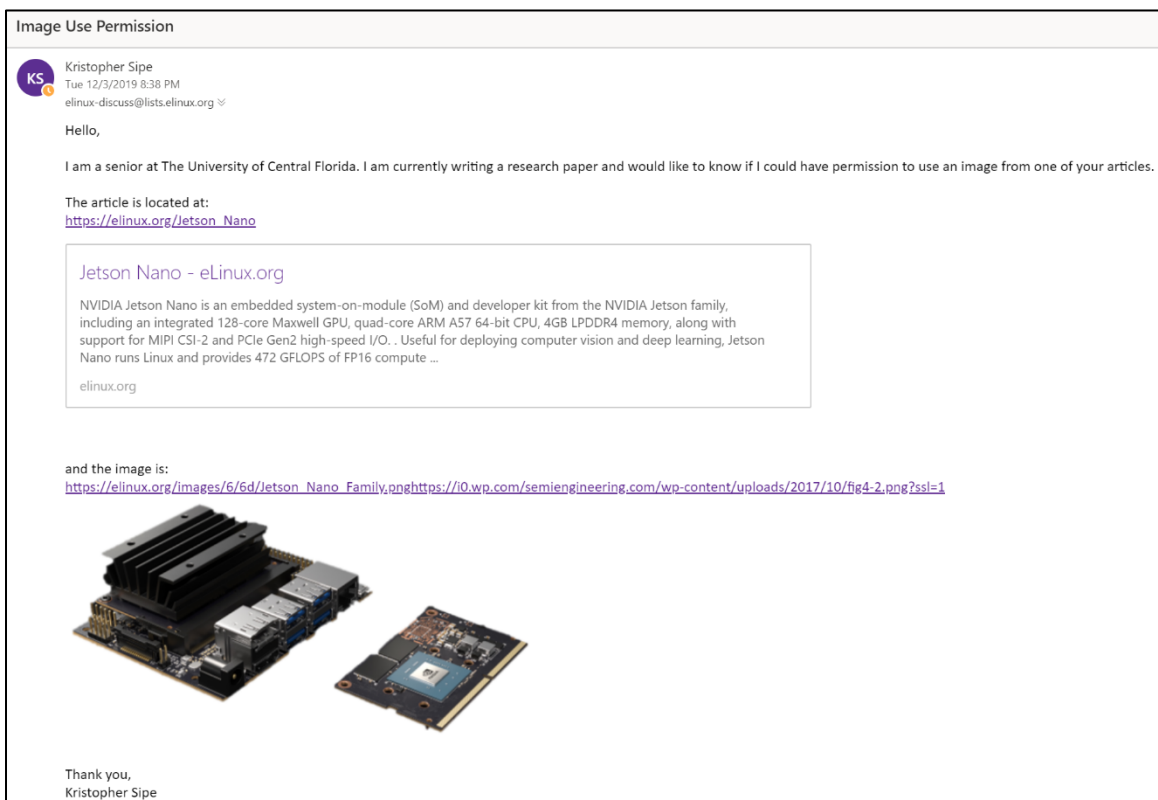 Image Use Permission
KS
Kristopher Sipe
Tue 12/3/2019 8:38 PM
elinux-discuss@lists.elinux.org
Hello,
I am a senior at The University of Central Florida. I am currently writing a research paper and would like to know if I could have permission to use an image from one of your articles.
The article is located at:
https://elinux.org/Jetson_Nano
Jetson Nano - eLinux.org
NVIDIA Jetson Nano is an embedded system-on-module (SoM) and developer kit from the NVIDIA Jetson family,
including an integrated 128-core Maxwell GPU, quad-core ARM A57 64-bit CPU, 4GB LPDDR4 memory, along with
support for MIPI CSI-2 and PCIe Gen2 high-speed I/O. . Useful for deploying computer vision and deep learning, Jetson
Nano runs Linux and provides 472 GFLOPS of FP16 compute ...
elinux.org
and the image is:
https://elinux.org/images/6/6d/Jetson_Nano_Family.pnghttps://i0.wp.com/semiengineering.com/wp-content/uploads/2017/10/fig4-2.png?ssl=1
Thank you,
Kristopher Sipe